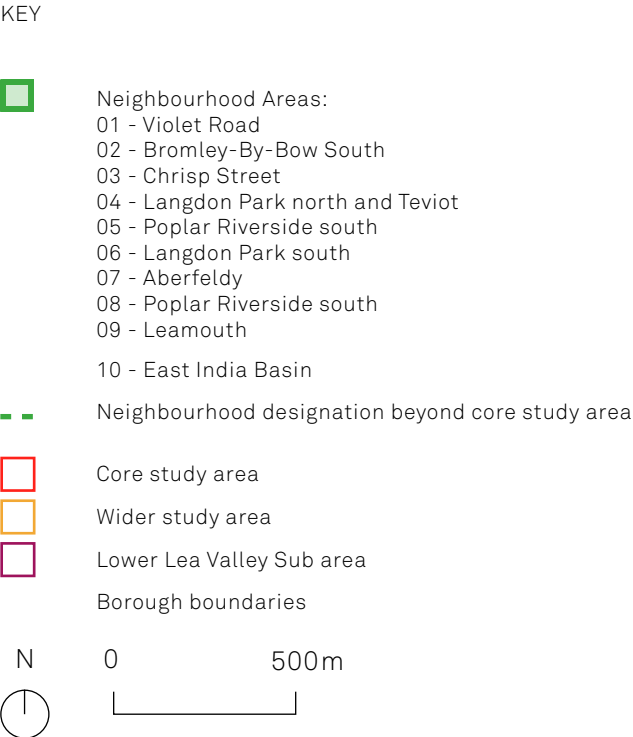 KEY
Neighbourhood Areas:
01 - Violet Road
02 - Bromley-By-Bow South
03 - Chrisp Street
04 - Langdon Park north and Teviot
05 - Poplar Riverside south
06 - Langdon Park south
07 - Aberfeldy
08 - Poplar Riverside south
09 - Leamouth
10 - East India Basin
Neighbourhood designation beyond core study area
Core study area
Wider study area
Lower Lea Valley Sub area
Borough boundaries
N 0 500m